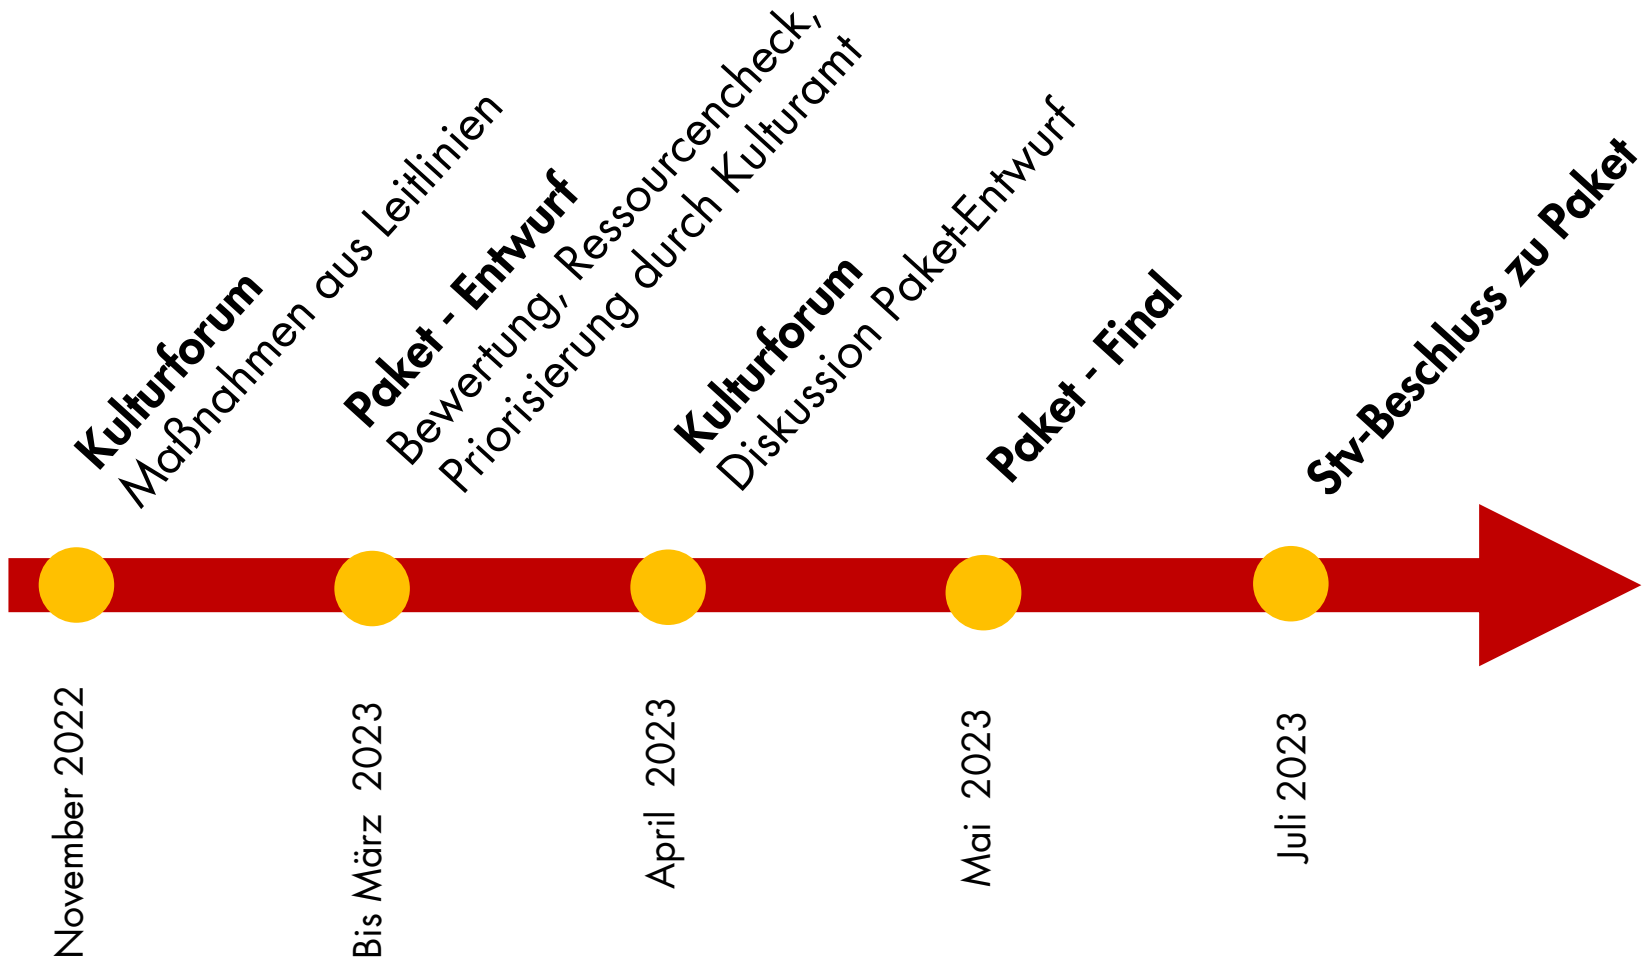 Kulturforum
Maßnahmen aus Leitlinien
Paket - Entwurf
Bewertung, Ressourcencheck,
Priorisierung durch Kulturamt
Kulturforum
Diskussion Paket-Entwurf
Paket - Final
Stv-Beschluss zu Paket
November 2022
Bis März 2023
April 2023
Mai 2023
Juli 2023